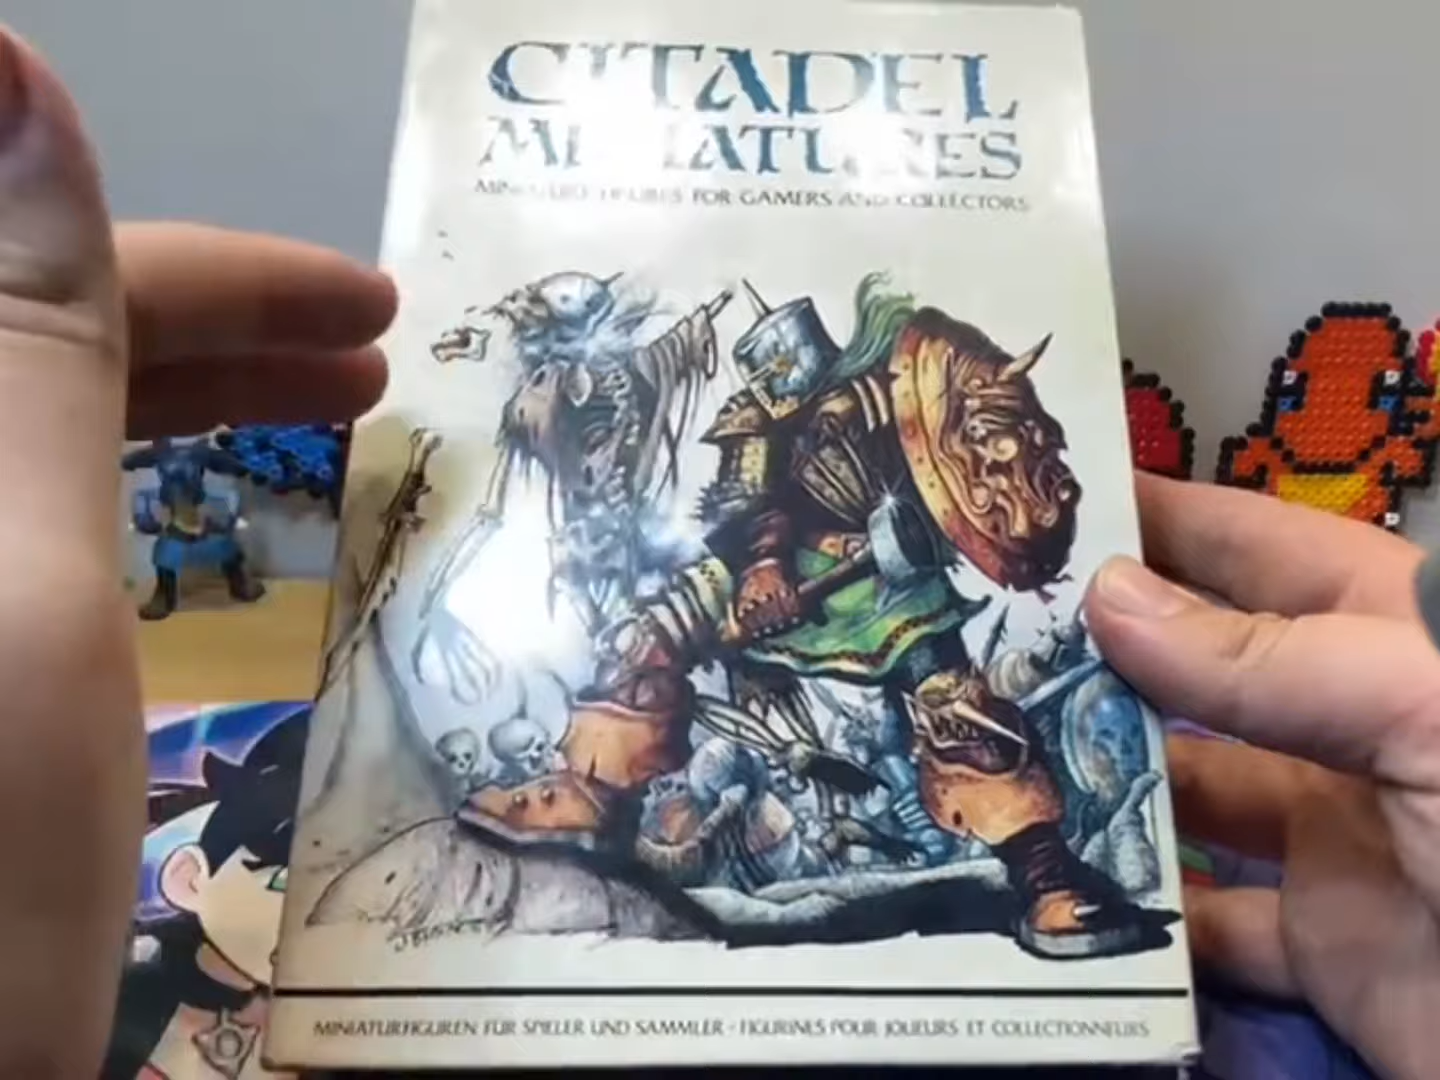 CITADEL
MINIATURES
MINIATURE FIGURES FOR GAMERS AND COLLECTORS
MINIATURFIGUREN FÜR SPIELER UND SAMMLER - FIGURINES POUR JOUEURS ET COLLECTIONNEURS